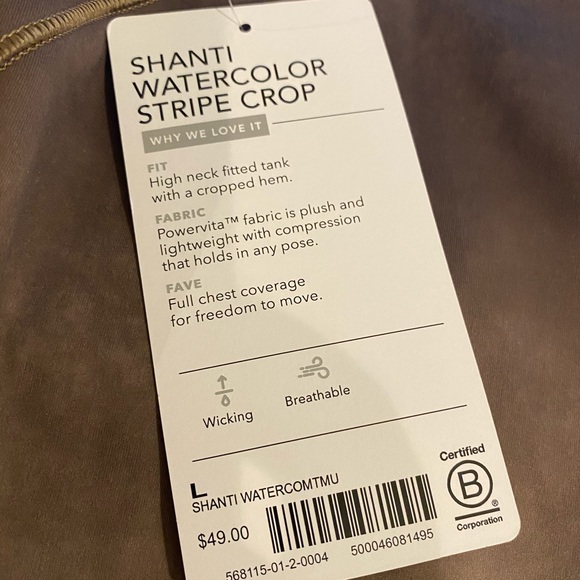 SHANTI
WATERCOLOR
STRIPE CROP
WHY WE LOVE IT
FIT
High neck fitted tank
with a cropped hem.
FABRIC
Powervita™ fabric is plush and
lightweight with compression
that holds in any pose.
FAVE
Full chest coverage
for freedom to move.
Wicking
Breathable
L
SHANTI WATERCOMTMU
$49.00
568115-01-2-0004
500046081495
Certified
B
®
Corporation